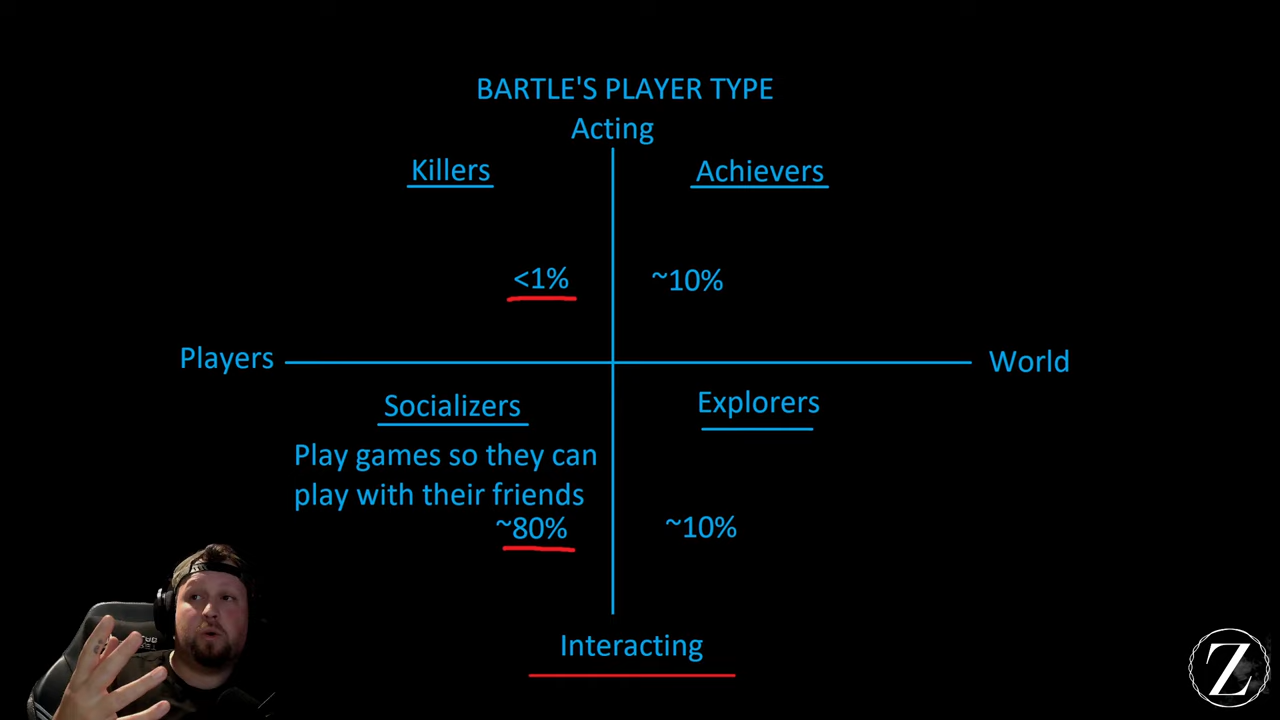 BARTLE'S PLAYER TYPE
Acting
Killers
Achievers
<1%
~10%
Players
World
Socializers
Explorers
Play games so they can
play with their friends
~80%
~10%
Interacting
Z